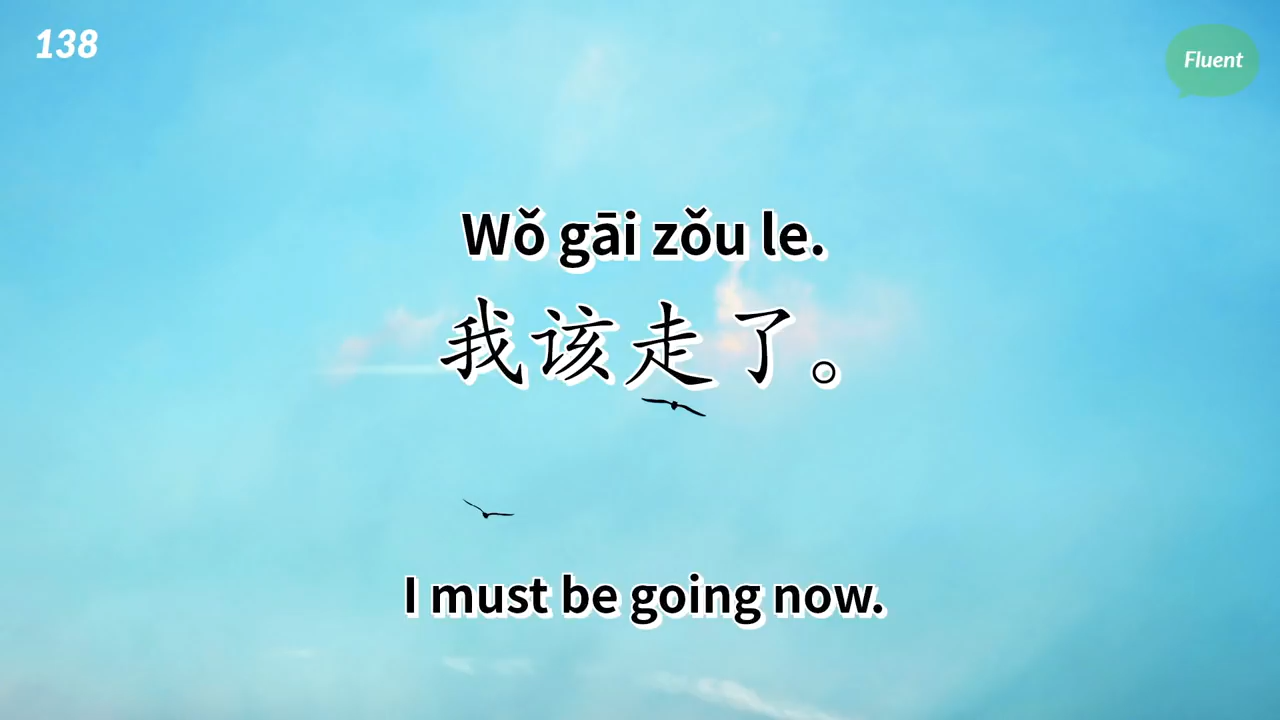 138
Fluent
Wǒ gāi zǒu le.
我该走了。
I must be going now.